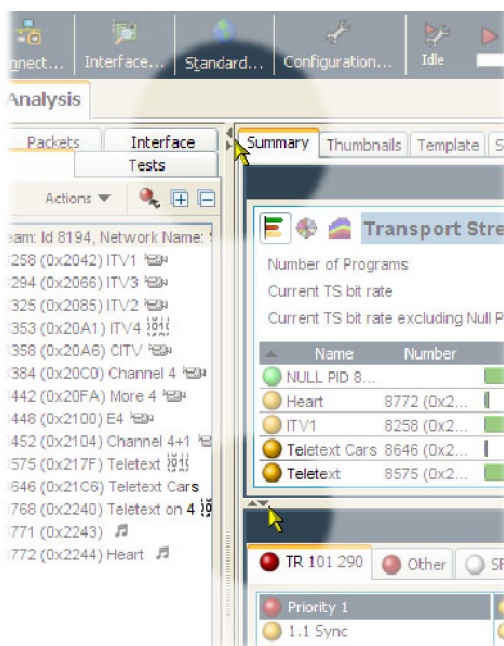 nnect... Interface... Standard... Configuration... Idle
Analysis
Packets Interface
Tests
Actions
eam: Id 8194, Network Name:
258 (0x2042) ITV1
294 (0x2066) ITV3
325 (0x2085) ITV2
353 (0x20A1) ITV4
358 (0x20A6) CITV
384 (0x20C0) Channel 4
442 (0x20FA) More 4
448 (0x2100) E4
452 (0x2104) Channel 4+1
575 (0x217F) Teletext
646 (0x21C6) Teletext Cars
768 (0x2240) Teletext on 4
771 (0x2243)
772 (0x2244) Heart
Summary Thumbnails Template S
Transport Stre
Number of Programs
Current TS bit rate
Current TS bit rate excluding Null P
Name Number
NULL PID 8...
Heart 8772 (0x2...
ITV1 8258 (0x2...
Teletext Cars 8646 (0x2...
Teletext 8575 (0x2...
TR 101 290 Other SF
Priority 1
1.1 Sync